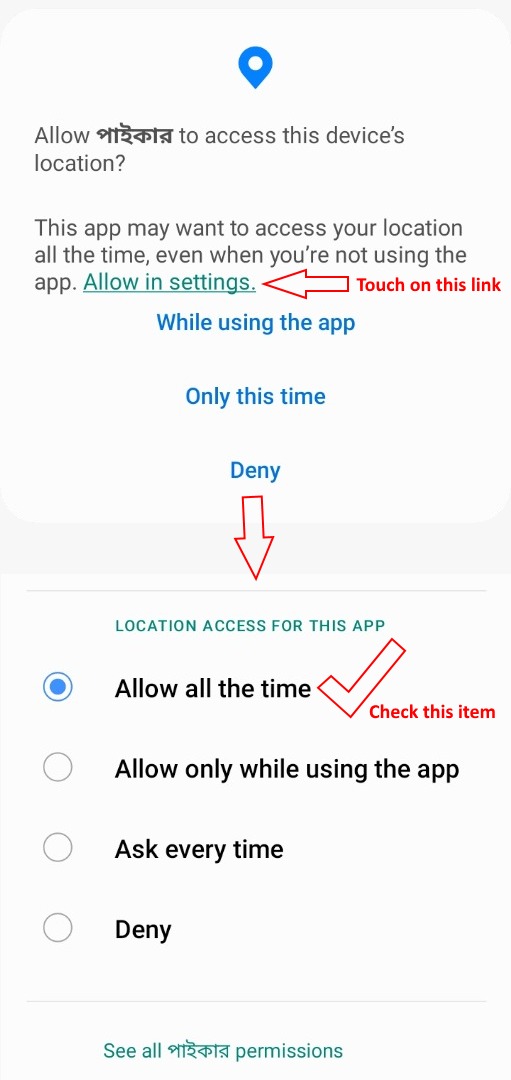 Allow পাইকার to access this device's
location?
This app may want to access your location
all the time, even when you're not using the
app. Allow in settings.
Touch on this link
While using the app
Only this time
Deny
LOCATION ACCESS FOR THIS APP
Allow all the time
Check this item
Allow only while using the app
Ask every time
Deny
See all পাইকার permissions